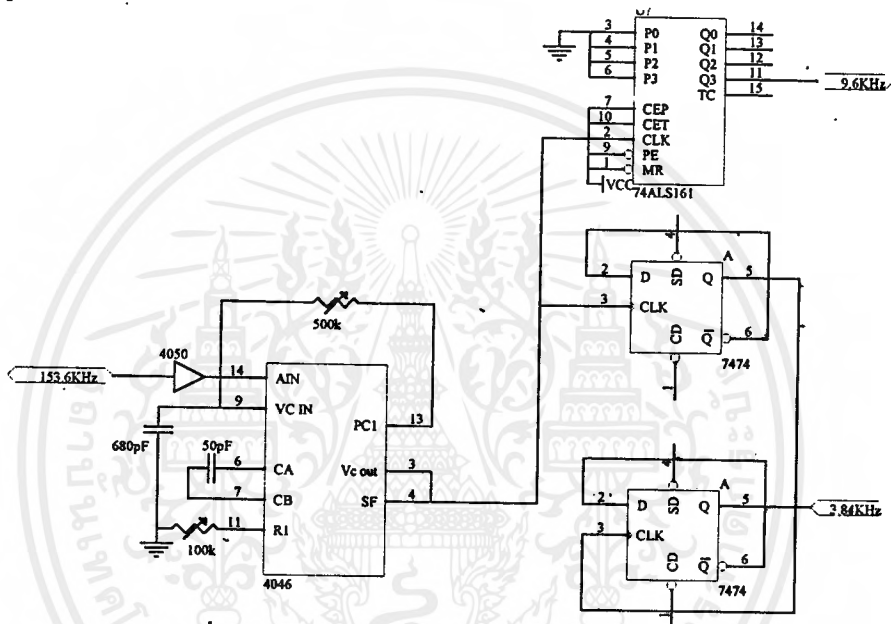 U7
3 P0 Q0 14
4 P1 Q1 13
5 P2 Q2 12
6 P3 Q3 11
TC 15
9.6KHz
7 CEP
10 CET
2 CLK
9 PE
1 MR
VCC
74ALS161
4 A
2 D SD Q 5
3 CLK
CD Q 6
1
7474
500k
4050
153.6KHz
14 AIN
9 VC IN
PC1 13
680pF
50pF
6 CA
Vc out 3
7 CB
SF 4
11 R1
100k
4046
4 A
2 D SD Q 5
3 CLK
3.84KHz
CD Q 6
1
7474